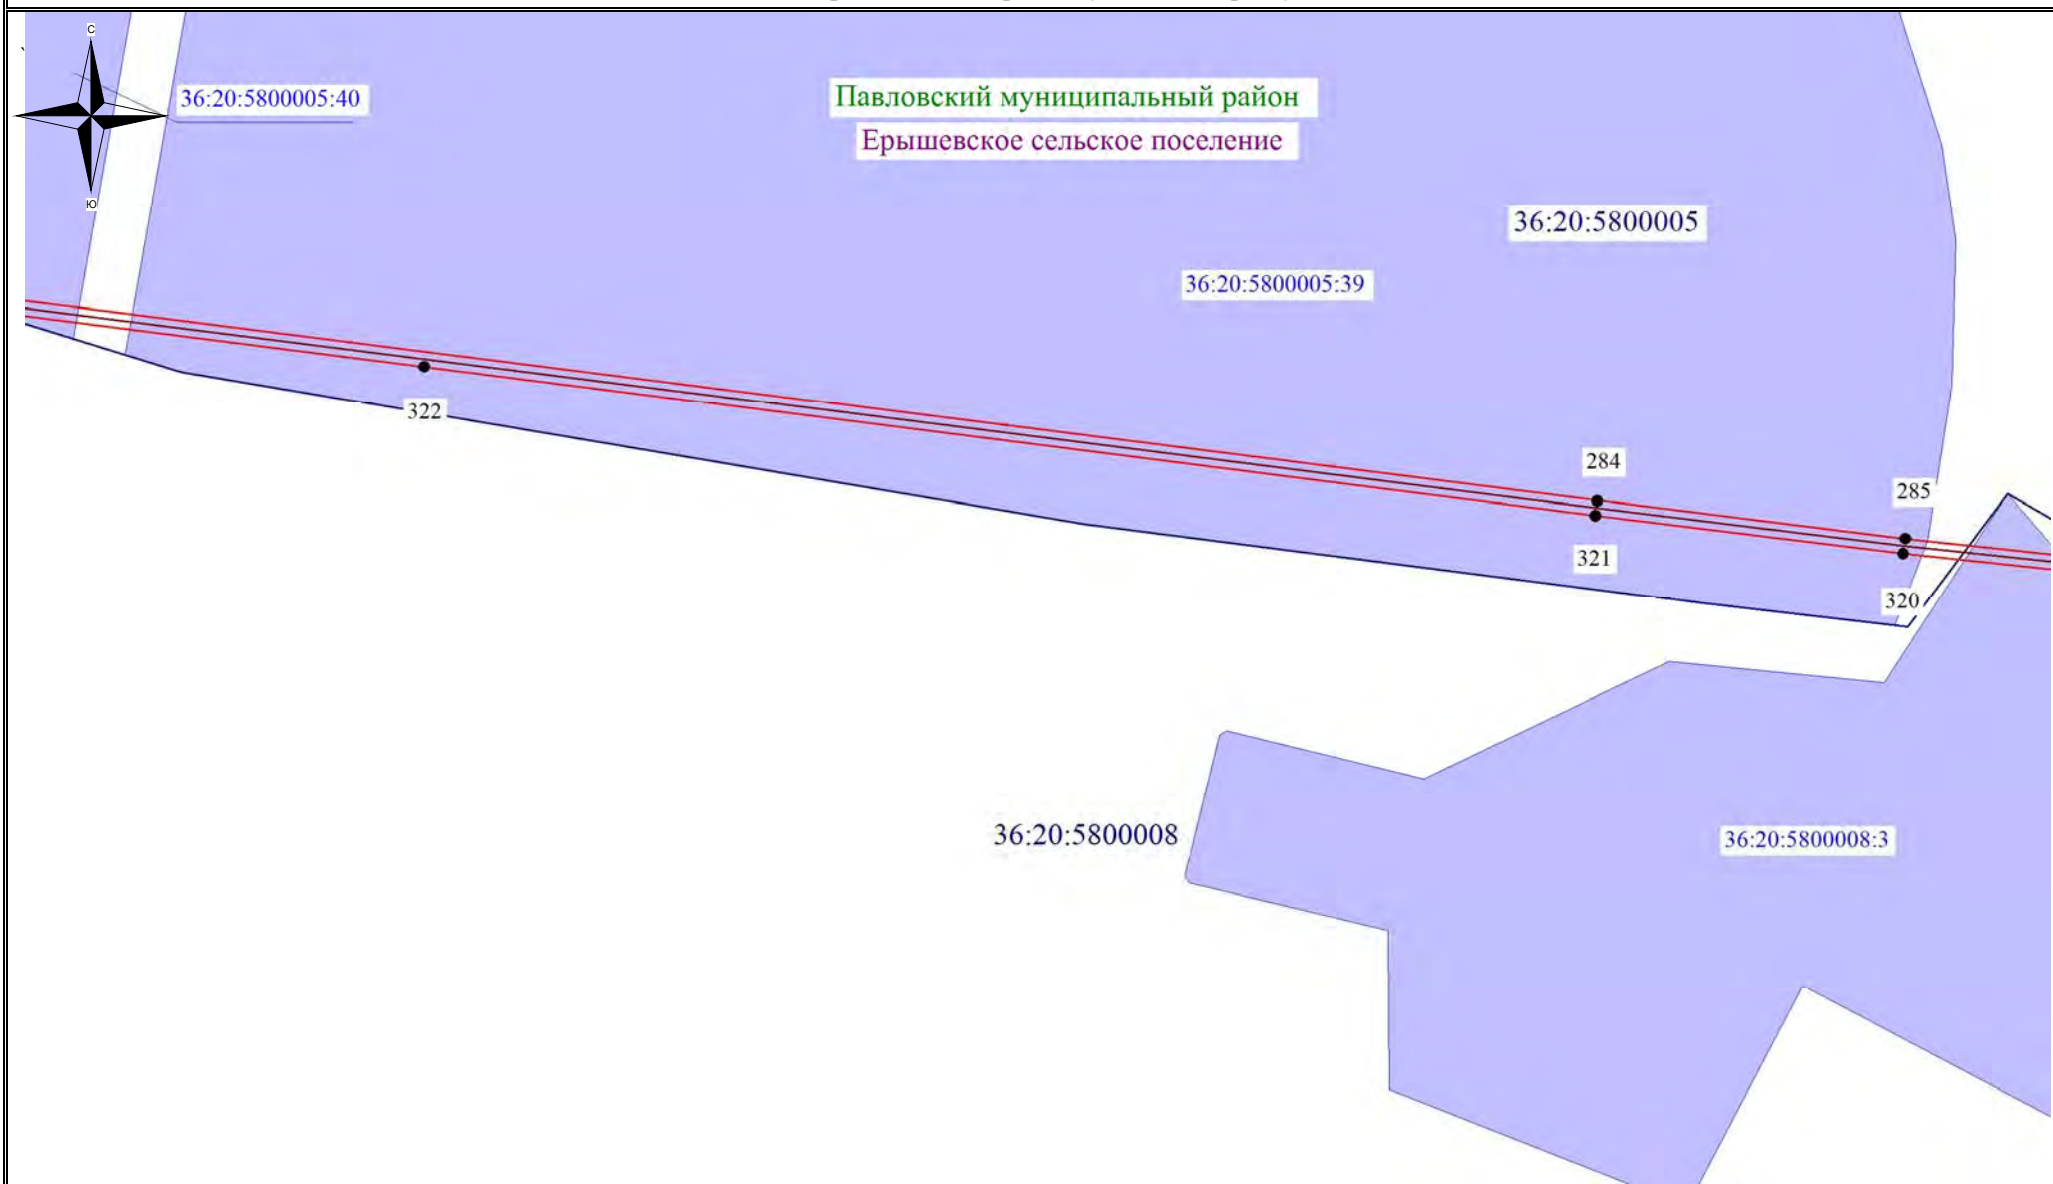 С
36:20:5800005:40
Павловский муниципальный район
Ерышевское сельское поселение
Ю
36:20:5800005
36:20:5800005:39
322
284
285
321
320
36:20:5800008
36:20:5800008:3